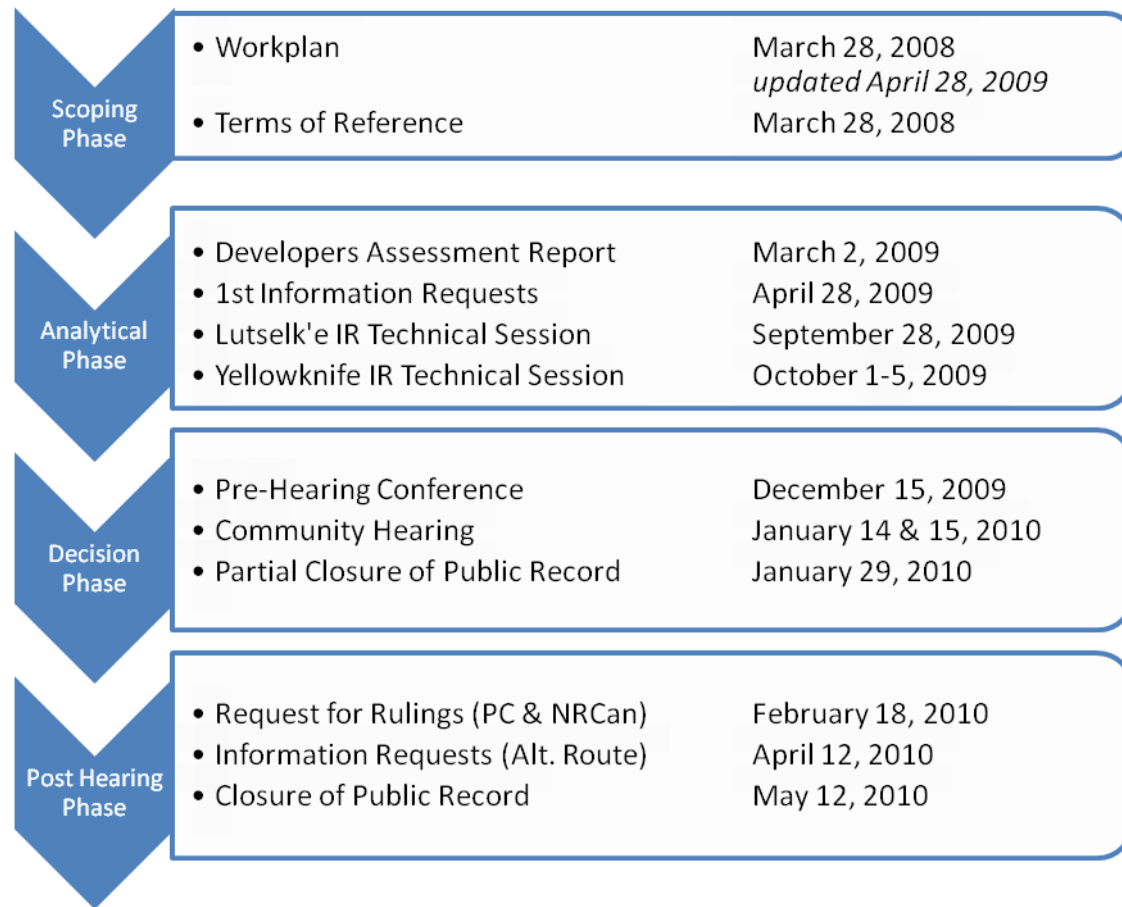 Scoping
Phase
• Workplan March 28, 2008
updated April 28, 2009
• Terms of Reference March 28, 2008
Analytical
Phase
• Developers Assessment Report March 2, 2009
• 1st Information Requests April 28, 2009
• Lutselk'e IR Technical Session September 28, 2009
• Yellowknife IR Technical Session October 1-5, 2009
Decision
Phase
• Pre-Hearing Conference December 15, 2009
• Community Hearing January 14 & 15, 2010
• Partial Closure of Public Record January 29, 2010
Post Hearing
Phase
• Request for Rulings (PC & NRCan) February 18, 2010
• Information Requests (Alt. Route) April 12, 2010
• Closure of Public Record May 12, 2010